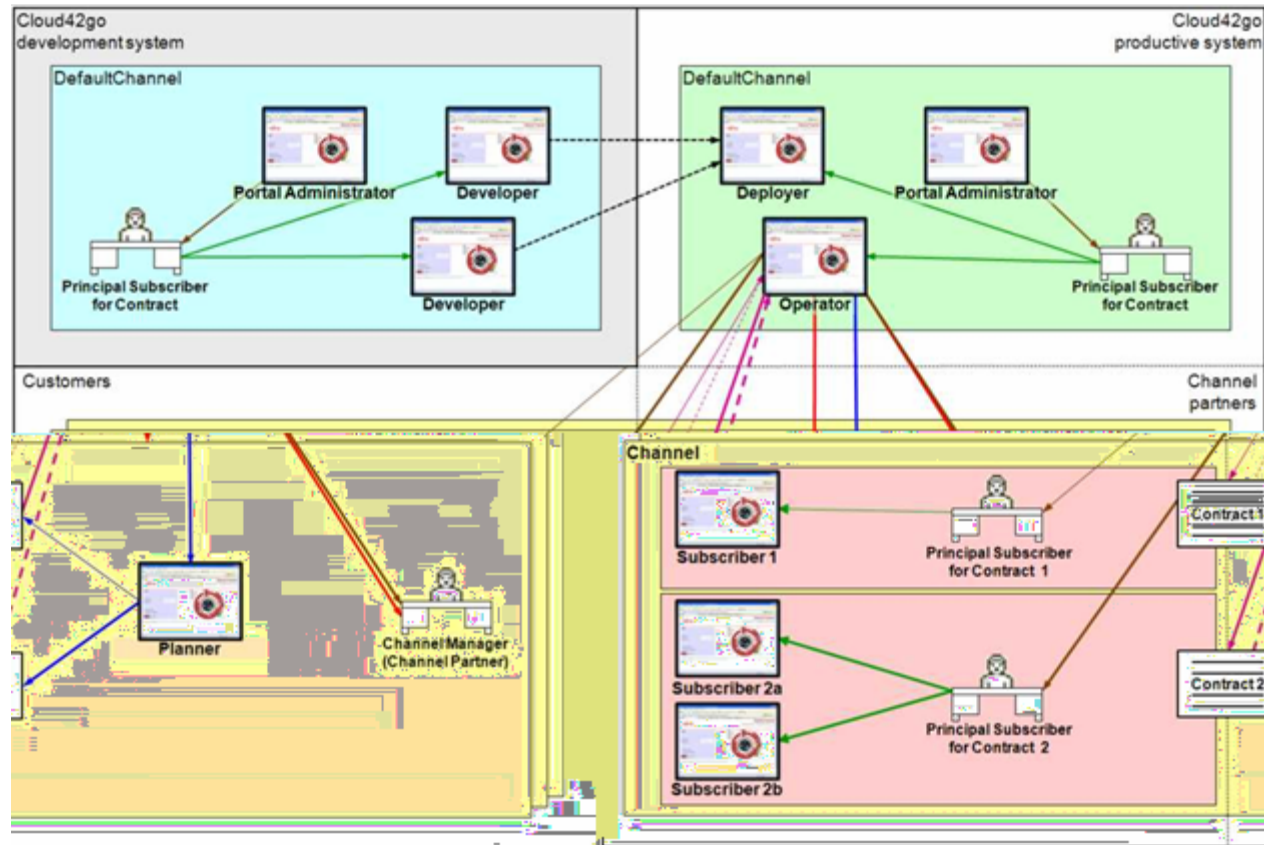 Cloud42go
development system
DefaultChannel
Portal Administrator
Developer
Principal Subscriber
for Contract
Developer
Cloud42go
productive system
DefaultChannel
Deployer
Portal Administrator
Operator
Principal Subscriber
for Contract
Customers
Channel
partners
Planner
Channel Manager
(Channel Partner)
Channel
Subscriber 1
Principal Subscriber
for Contract 1
Contract 1
Subscriber 2a
Subscriber 2b
Principal Subscriber
for Contract 2
Contract 2